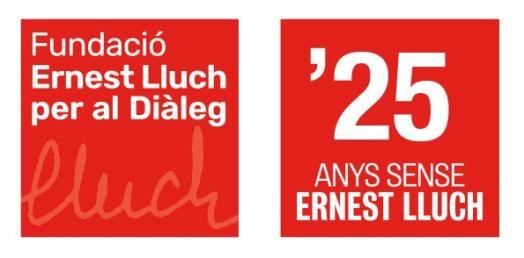 Fundació
Ernest Lluch
per al Diàleg
lluch
’25
ANYS SENSE
ERNEST LLUCH